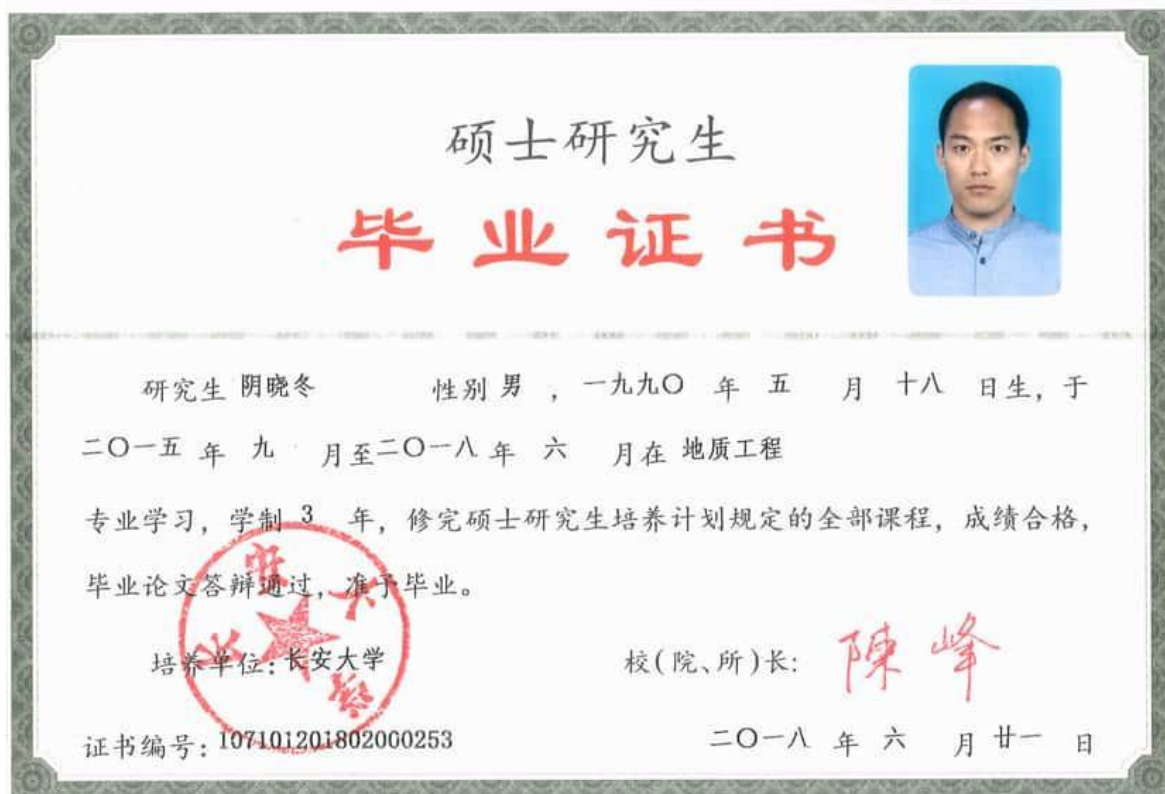 硕士研究生
毕业证书
研究生 阴晓冬 性别 男 ，一九九〇 年 五 月 十八 日生，于
二〇一五 年 九 月至二〇一八 年 六 月在 地质工程
专业学习，学制 3 年，修完硕士研究生培养计划规定的全部课程，成绩合格，
毕业论文答辩通过，准予毕业。
培养单位：长安大学
校(院、所)长：陈峰
证书编号：107101201802000253
二〇一八 年 六 月 廿一 日
长安大学